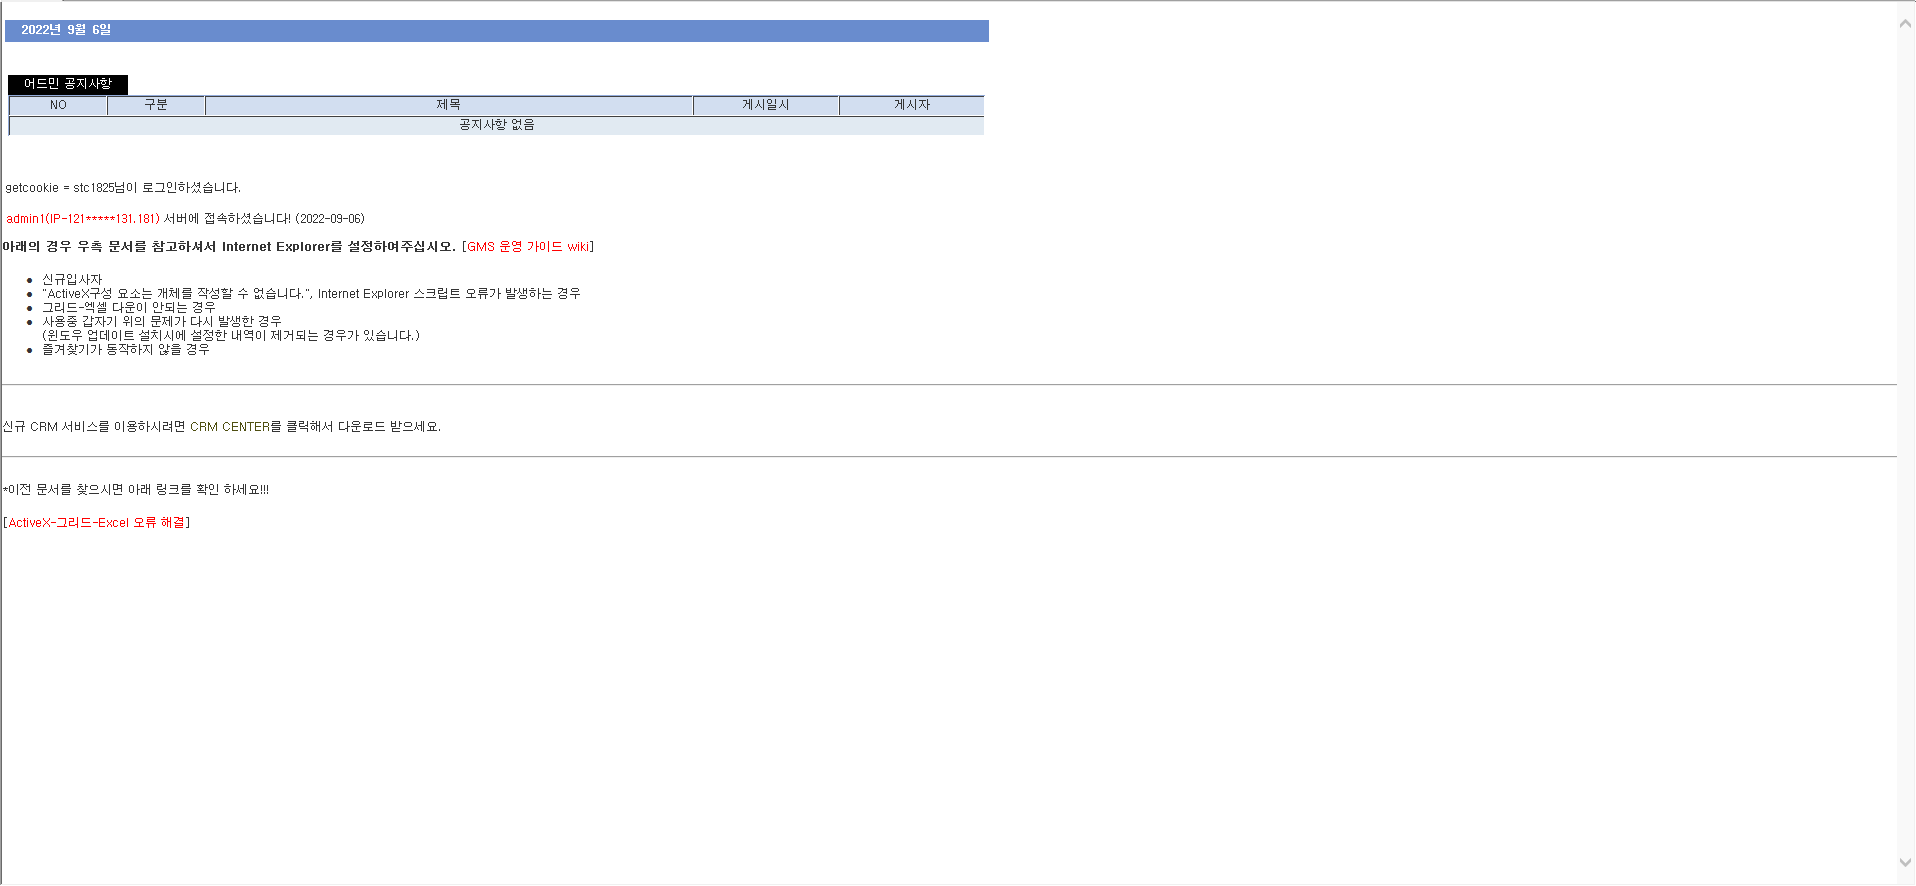 2022년 9월 6일
어드민 공지사항
NO 구분 제목 게시일시 게시자
공지사항 없음
getcookie = stc1825님이 로그인하셨습니다.
admin1(IP-121*****131.181) 서버에 접속하셨습니다! (2022-09-06)
아래의 경우 우측 문서를 참고하셔서 Internet Explorer를 설정하여주십시오. [GMS 운영 가이드 wiki]
• 신규입사자
• "ActiveX구성 요소는 개체를 작성할 수 없습니다.", Internet Explorer 스크립트 오류가 발생하는 경우
• 그리드-엑셀 다운이 안되는 경우
• 사용중 갑자기 위의 문제가 다시 발생한 경우
(윈도우 업데이트 설치시에 설정한 내역이 제거되는 경우가 있습니다.)
• 즐겨찾기가 동작하지 않을 경우
신규 CRM 서비스를 이용하시려면 CRM CENTER를 클릭해서 다운로드 받으세요.
*이전 문서를 찾으시면 아래 링크를 확인 하세요!!!
[ActiveX-그리드-Excel 오류 해결]